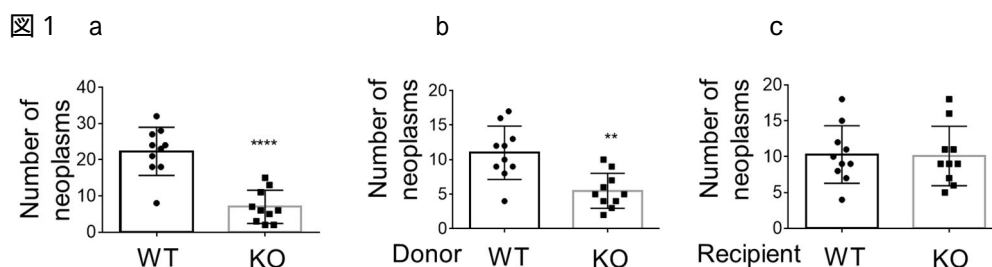 図 1 a b c
Number of
neoplasms
40
30
20
10
0
****
WT KO
Number of
neoplasms
20
15
10
5
0
**
Donor WT KO
Number of
neoplasms
20
15
10
5
0
Recipient WT KO